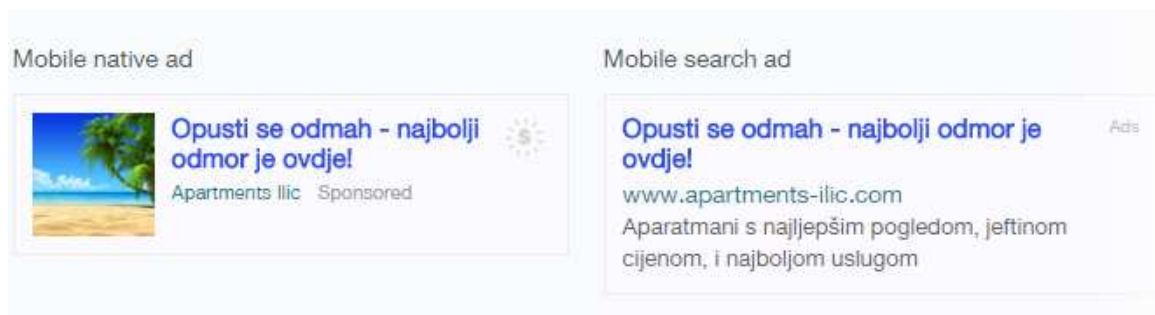 Mobile native ad
Opusti se odmah - najbolji
odmor je ovdje!
Apartments Ilic Sponsored
$
Mobile search ad
Opusti se odmah - najbolji odmor je
ovdje!
Ads
www.apartments-ilic.com
Aparatmani s najljepšim pogledom, jeftinom
cijenom, i najboljom uslugom